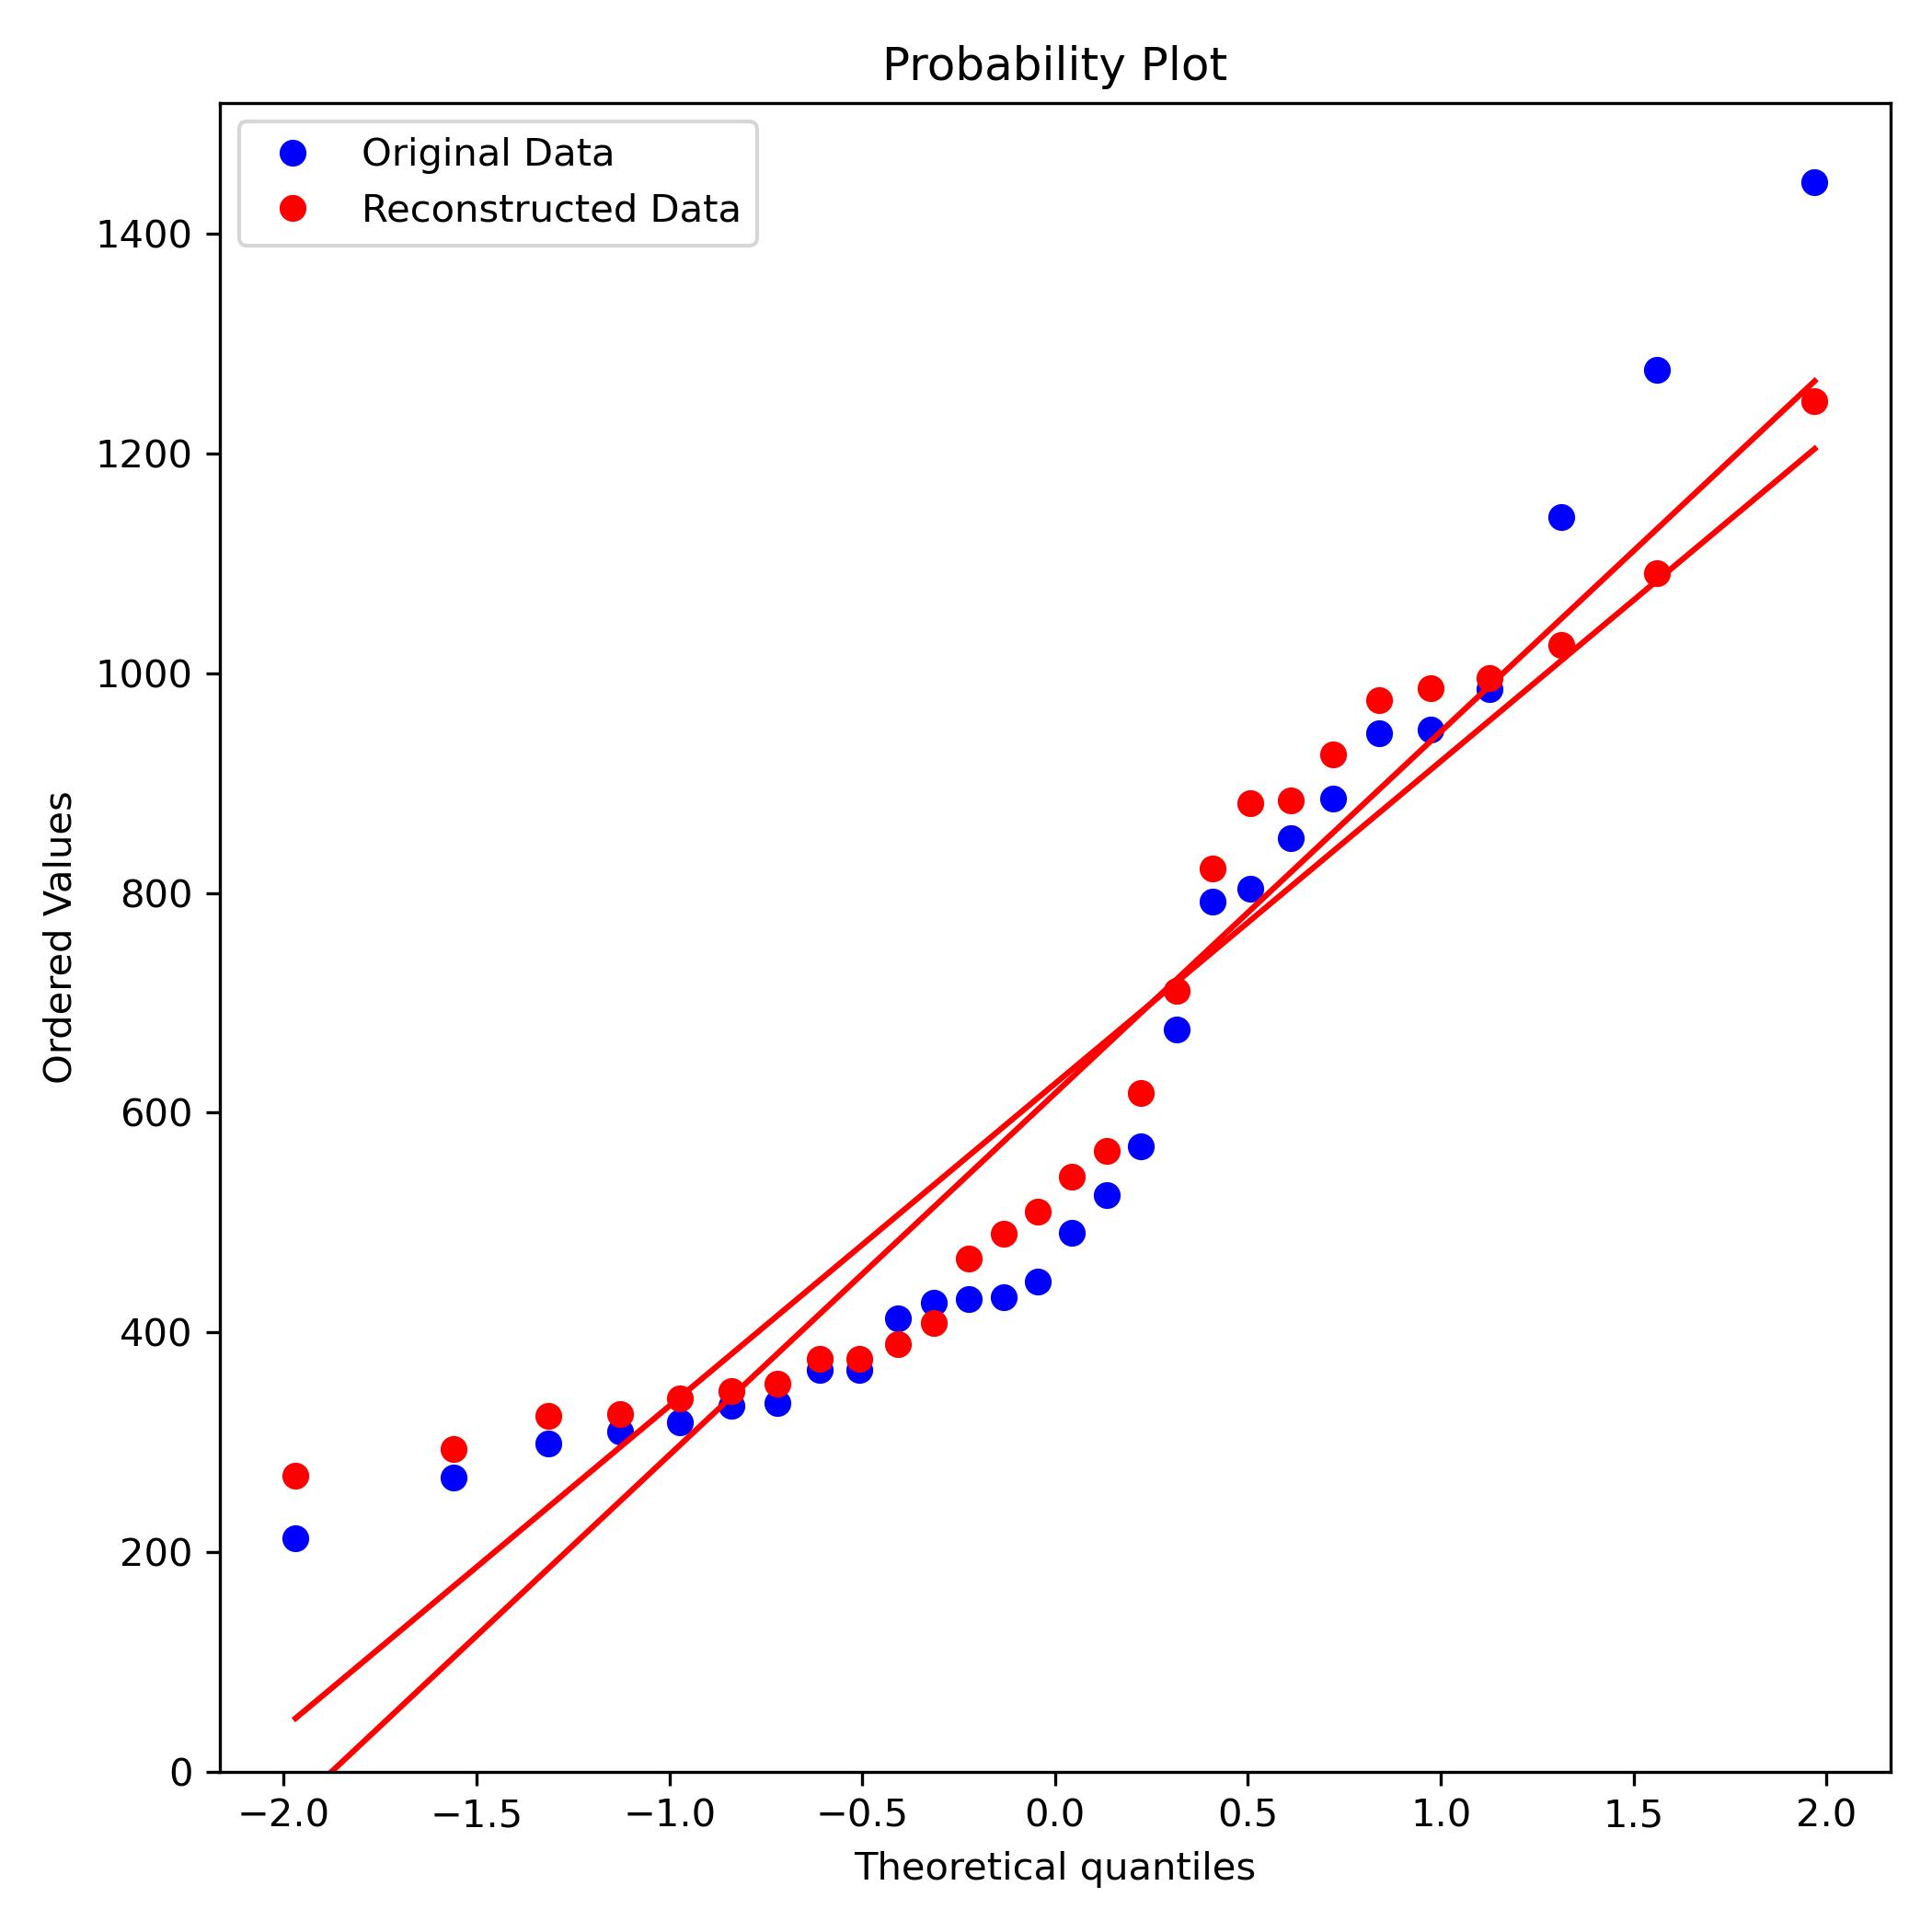 Probability Plot
Original Data
Reconstructed Data
1400
1200
1000
800
600
400
200
0
Ordered Values
−2.0 −1.5 −1.0 −0.5 0.0 0.5 1.0 1.5 2.0
Theoretical quantiles